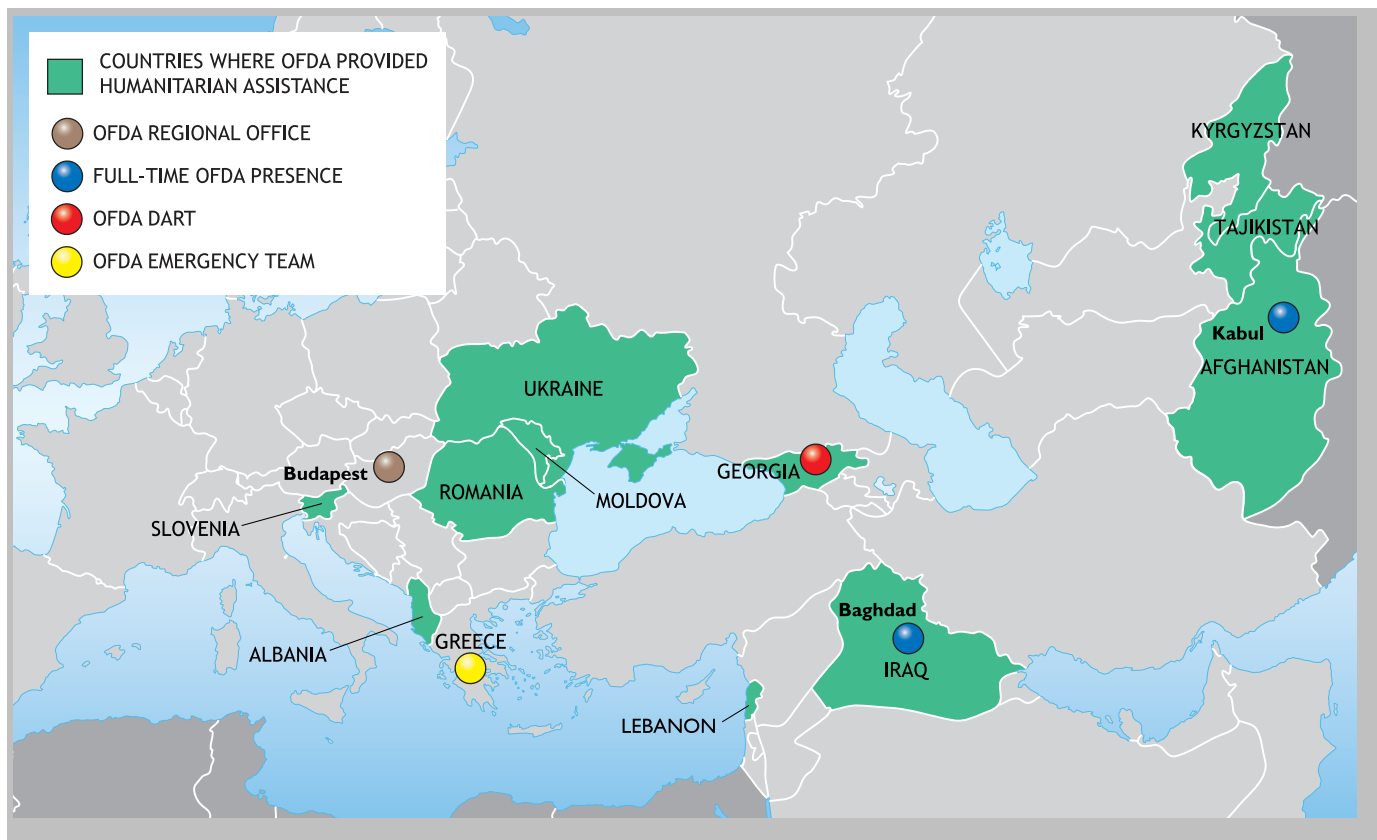 COUNTRIES WHERE OFDA PROVIDED
HUMANITARIAN ASSISTANCE
OFDA REGIONAL OFFICE
FULL-TIME OFDA PRESENCE
OFDA DART
OFDA EMERGENCY TEAM
KYRGYZSTAN
TAJIKISTAN
Kabul
AFGHANISTAN
UKRAINE
Budapest
GEORGIA
ROMANIA
MOLDOVA
SLOVENIA
Baghdad
GREECE
ALBANIA
IRAQ
LEBANON